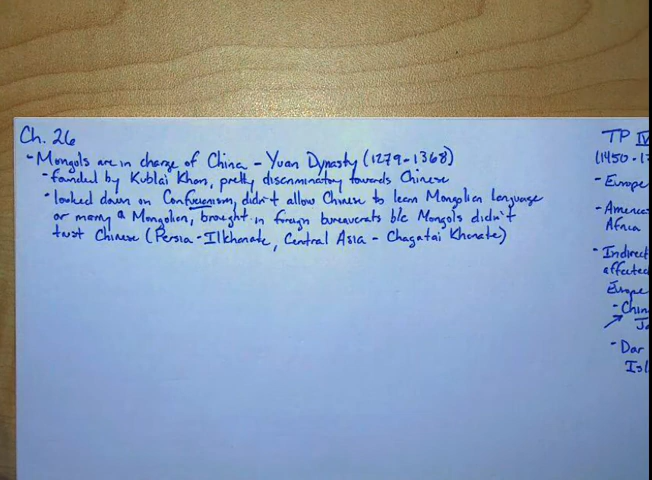 Ch. 26
- Mongols are in charge of China - Yuan Dynasty (1279-1368)
- founded by Kublai Khan, pretty discriminatory towards Chinese
- looked down on Confucianism, didn't allow Chinese to learn Mongolian language
or marry a Mongolian, brought in foreign bureaucrats b/c Mongols didn't
trust Chinese (Persia - Ilkhanate, Central Asia - Chagatai Khanate)
TP IV
(1450-1
- Europe
- America
Africa
- Indirect
affected
Europe
- Chin
Ja
- Dar
Isl